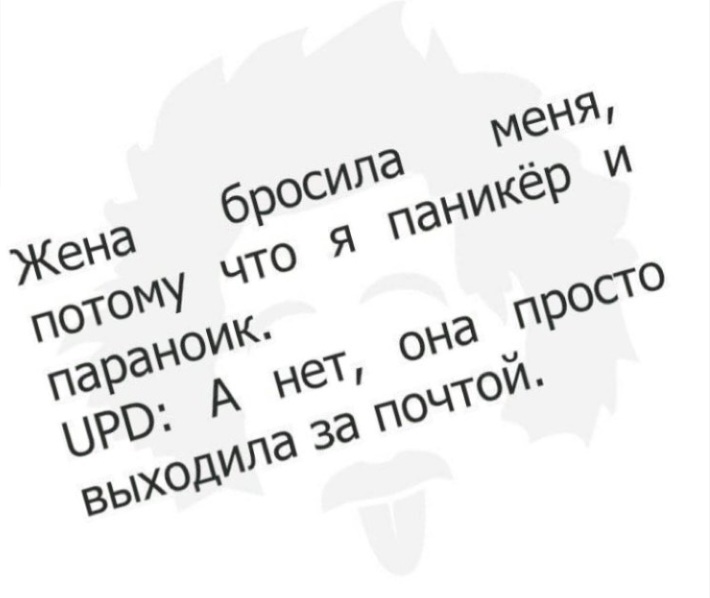 Жена бросила меня,
потому что я паникёр и
параноик.
UPD: А нет, она просто
выходила за почтой.